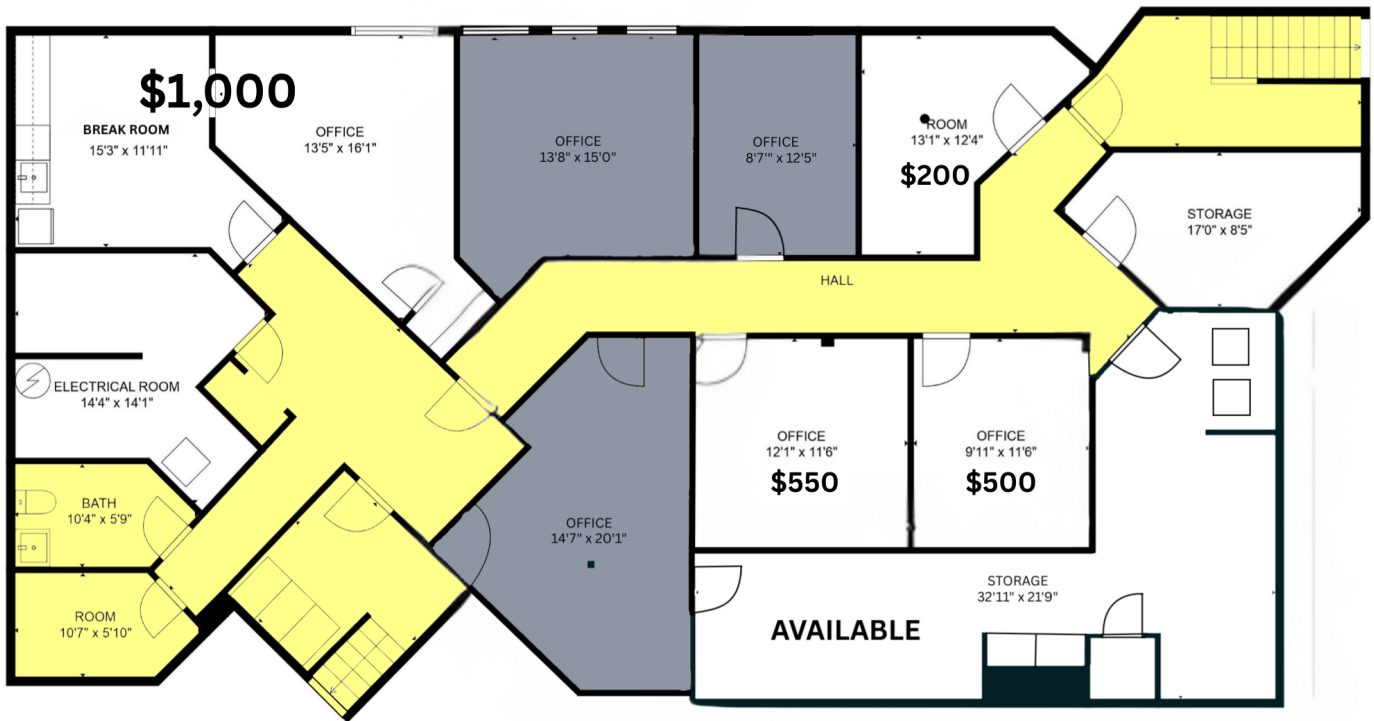 $1,000
BREAK ROOM
15'3" x 11'11"
OFFICE
13'5" x 16'1"
OFFICE
13'8" x 15'0"
OFFICE
8'7'" x 12'5"
ROOM
13'1" x 12'4"
$200
STORAGE
17'0" x 8'5"
HALL
ELECTRICAL ROOM
14'4" x 14'1"
OFFICE
12'1" x 11'6"
$550
OFFICE
9'11" x 11'6"
$500
BATH
10'4" x 5'9"
OFFICE
14'7" x 20'1"
STORAGE
32'11" x 21'9"
AVAILABLE
ROOM
10'7" x 5'10"